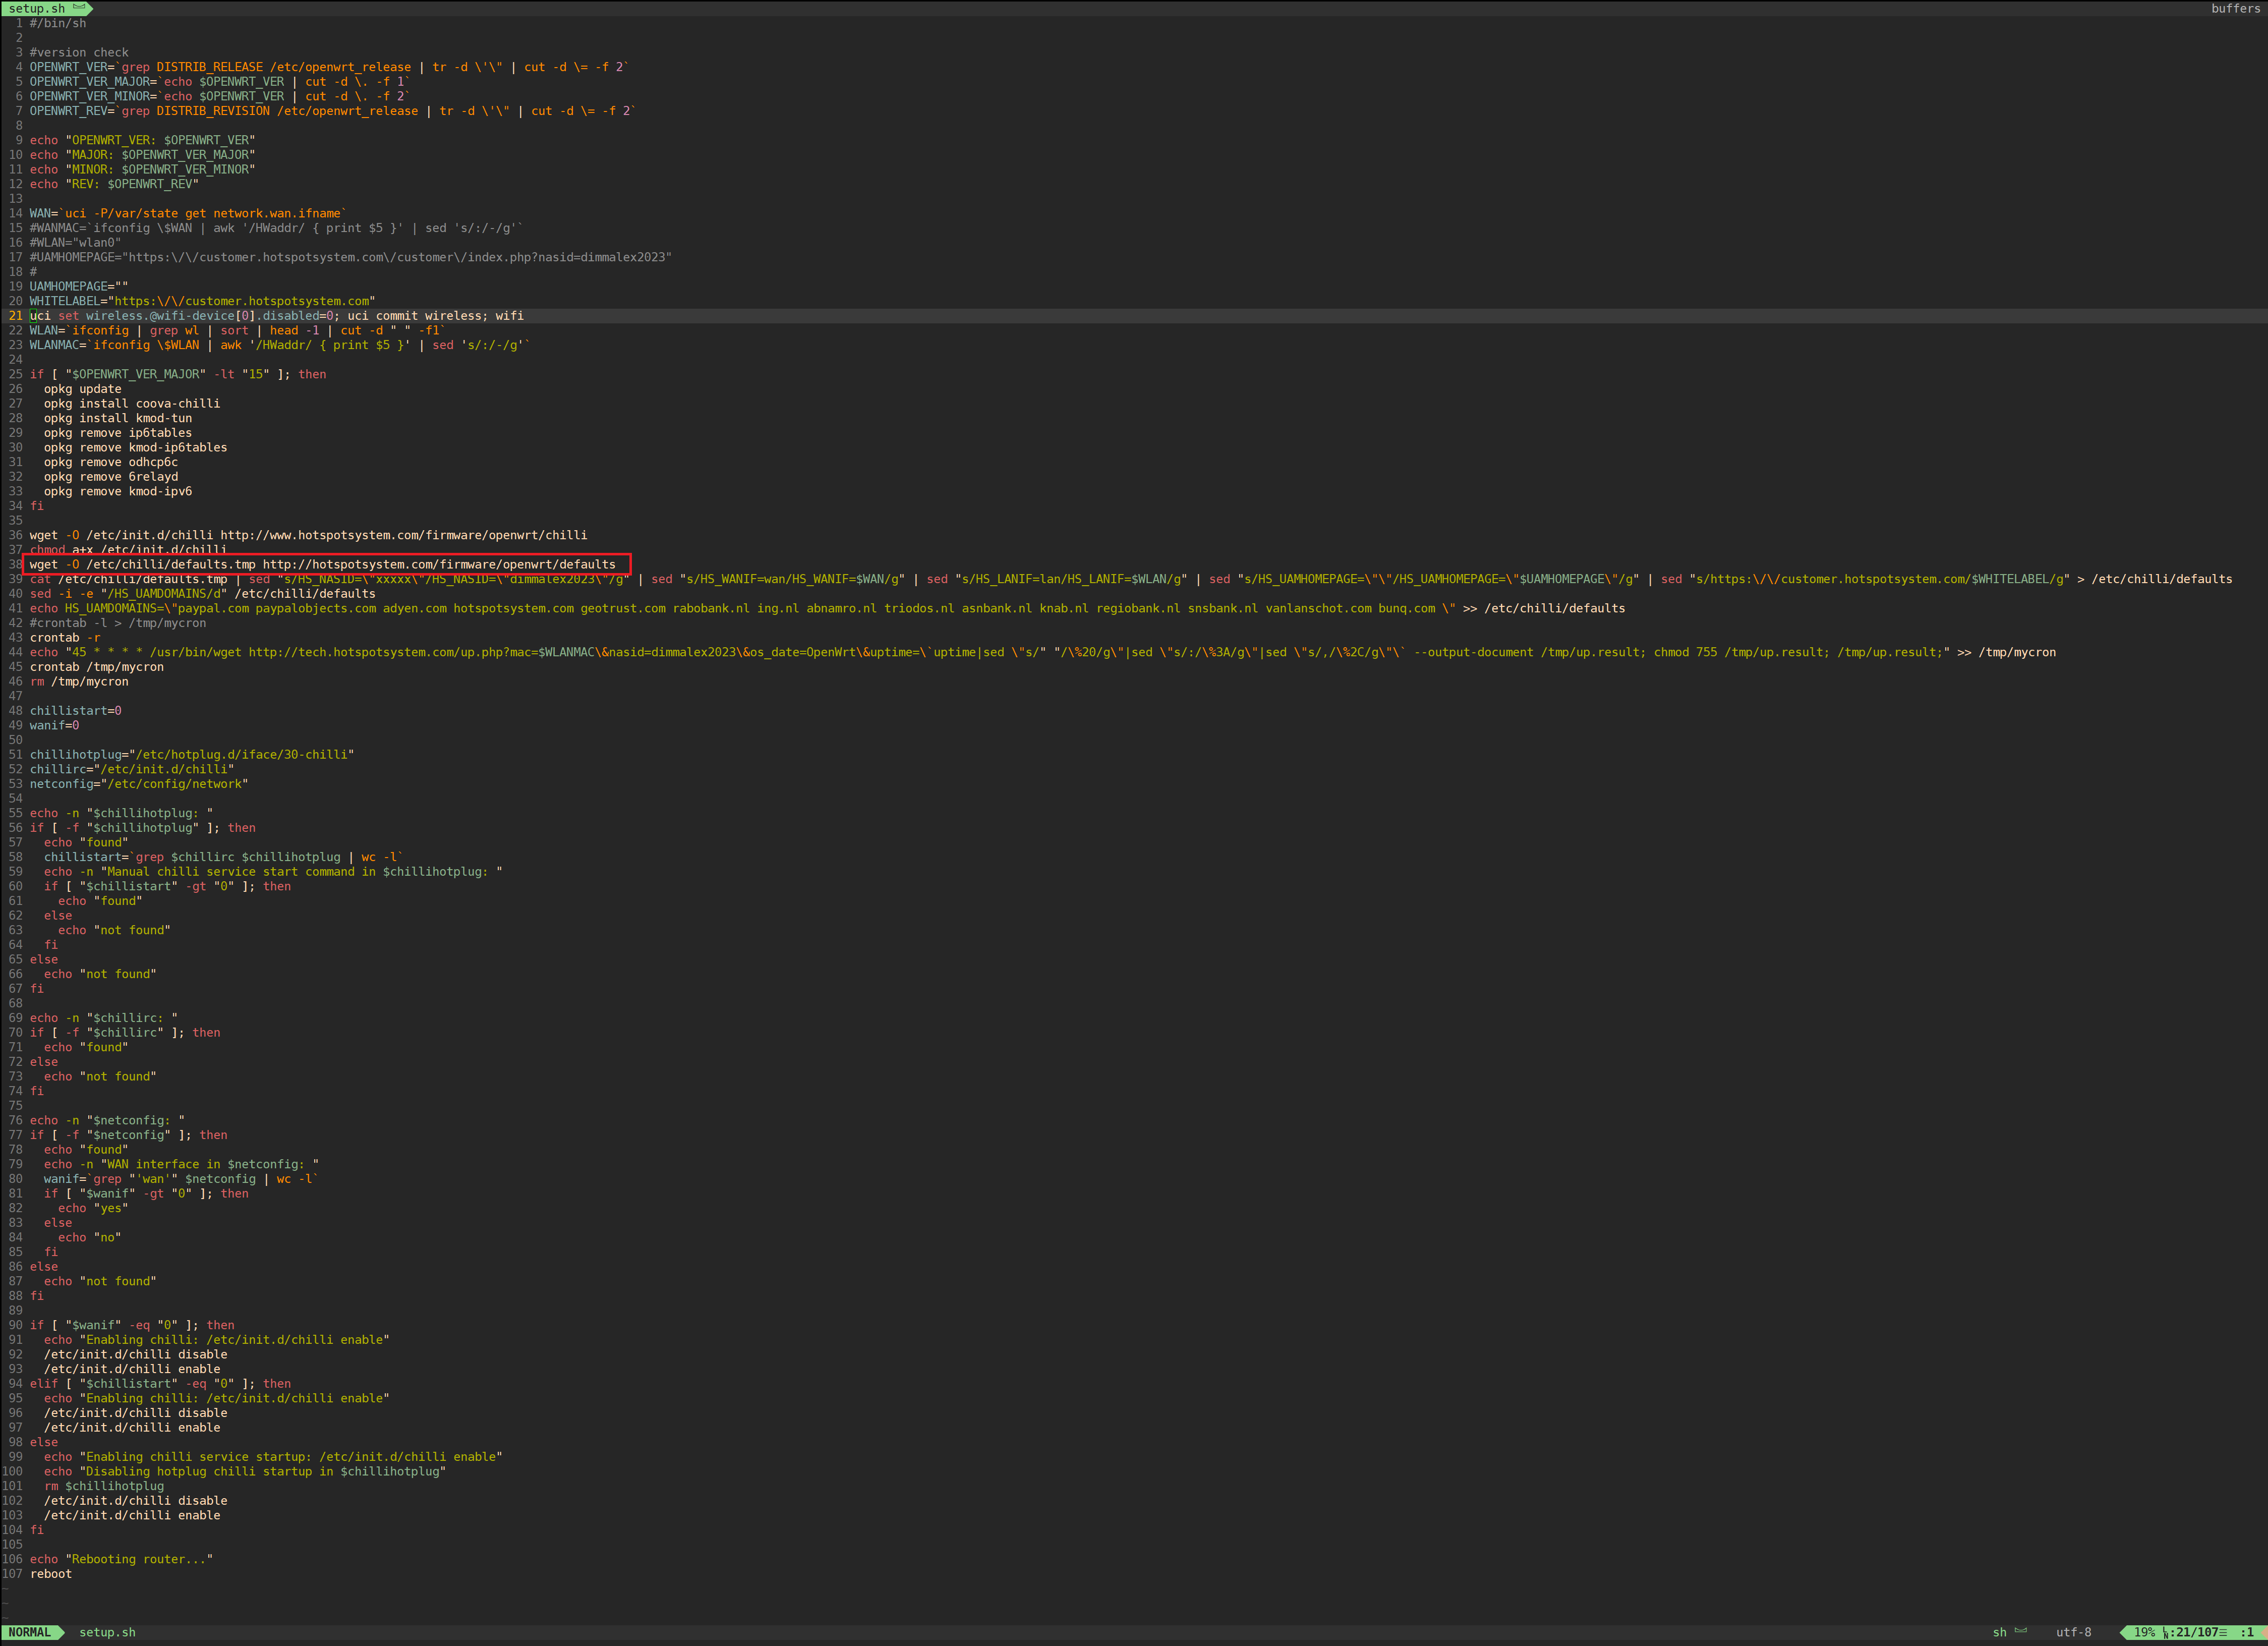 setup.sh
buffers
1 #/bin/sh
2
3 #version check
4 OPENWRT_VER=`grep DISTRIB_RELEASE /etc/openwrt_release | tr -d \'\" | cut -d \= -f 2`
5 OPENWRT_VER_MAJOR=`echo $OPENWRT_VER | cut -d \. -f 1`
6 OPENWRT_VER_MINOR=`echo $OPENWRT_VER | cut -d \. -f 2`
7 OPENWRT_REV=`grep DISTRIB_REVISION /etc/openwrt_release | tr -d \'\" | cut -d \= -f 2`
8
9 echo "OPENWRT_VER: $OPENWRT_VER"
10 echo "MAJOR: $OPENWRT_VER_MAJOR"
11 echo "MINOR: $OPENWRT_VER_MINOR"
12 echo "REV: $OPENWRT_REV"
13
14 WAN=`uci -P/var/state get network.wan.ifname`
15 #WANMAC=`ifconfig \$WAN | awk '/HWaddr/ { print $5 }' | sed 's/:/-/g'`
16 #WLAN="wlan0"
17 #UAMHOMEPAGE="https:\/\/customer.hotspotsystem.com\/customer\/index.php?nasid=dimmalex2023"
18 #
19 UAMHOMEPAGE=""
20 WHITELABEL="https:\/\/customer.hotspotsystem.com"
21 uci set wireless.@wifi-device[0].disabled=0; uci commit wireless; wifi
22 WLAN=`ifconfig | grep wl | sort | head -1 | cut -d " " -f1`
23 WLANMAC=`ifconfig \$WLAN | awk '/HWaddr/ { print $5 }' | sed 's/:/-/g'`
24
25 if [ "$OPENWRT_VER_MAJOR" -lt "15" ]; then
26   opkg update
27   opkg install coova-chilli
28   opkg install kmod-tun
29   opkg remove ip6tables
30   opkg remove kmod-ip6tables
31   opkg remove odhcp6c
32   opkg remove 6relayd
33   opkg remove kmod-ipv6
34 fi
35
36 wget -O /etc/init.d/chilli http://www.hotspotsystem.com/firmware/openwrt/chilli
37 chmod a+x /etc/init.d/chilli
38 wget -O /etc/chilli/defaults.tmp http://hotspotsystem.com/firmware/openwrt/defaults
39 cat /etc/chilli/defaults.tmp | sed "s/HS_NASID=\"xxxxx\"/HS_NASID=\"dimmalex2023\"/g" | sed "s/HS_WANIF=wan/HS_WANIF=$WAN/g" | sed "s/HS_LANIF=lan/HS_LANIF=$WLAN/g" | sed "s/HS_UAMHOMEPAGE=\"\"/HS_UAMHOMEPAGE=\"$UAMHOMEPAGE\"/g" | sed "s/https:\/\/customer.hotspotsystem.com/$WHITELABEL/g" > /etc/chilli/defaults
40 sed -i -e "/HS_UAMDOMAINS/d" /etc/chilli/defaults
41 echo HS_UAMDOMAINS=\"paypal.com paypalobjects.com adyen.com hotspotsystem.com geotrust.com rabobank.nl ing.nl abnamro.nl triodos.nl asnbank.nl knab.nl regiobank.nl snsbank.nl vanlanschot.com bunq.com \" >> /etc/chilli/defaults
42 #crontab -l > /tmp/mycron
43 crontab -r
44 echo "45 * * * * /usr/bin/wget http://tech.hotspotsystem.com/up.php?mac=$WLANMAC\&nasid=dimmalex2023\&os_date=OpenWrt\&uptime=\`uptime|sed \"s/" "/\%20/g\"|sed \"s/:/\%3A/g\"|sed \"s/,/\%2C/g\"\` --output-document /tmp/up.result; chmod 755 /tmp/up.result; /tmp/up.result;" >> /tmp/mycron
45 crontab /tmp/mycron
46 rm /tmp/mycron
47
48 chillistart=0
49 wanif=0
50
51 chillihotplug="/etc/hotplug.d/iface/30-chilli"
52 chillirc="/etc/init.d/chilli"
53 netconfig="/etc/config/network"
54
55 echo -n "$chillihotplug: "
56 if [ -f "$chillihotplug" ]; then
57   echo "found"
58   chillistart=`grep $chillirc $chillihotplug | wc -l`
59   echo -n "Manual chilli service start command in $chillihotplug: "
60   if [ "$chillistart" -gt "0" ]; then
61     echo "found"
62   else
63     echo "not found"
64   fi
65 else
66   echo "not found"
67 fi
68
69 echo -n "$chillirc: "
70 if [ -f "$chillirc" ]; then
71   echo "found"
72 else
73   echo "not found"
74 fi
75
76 echo -n "$netconfig: "
77 if [ -f "$netconfig" ]; then
78   echo "found"
79   echo -n "WAN interface in $netconfig: "
80   wanif=`grep "'wan'" $netconfig | wc -l`
81   if [ "$wanif" -gt "0" ]; then
82     echo "yes"
83   else
84     echo "no"
85   fi
86 else
87   echo "not found"
88 fi
89
90 if [ "$wanif" -eq "0" ]; then
91   echo "Enabling chilli: /etc/init.d/chilli enable"
92   /etc/init.d/chilli disable
93   /etc/init.d/chilli enable
94 elif [ "$chillistart" -eq "0" ]; then
95   echo "Enabling chilli: /etc/init.d/chilli enable"
96   /etc/init.d/chilli disable
97   /etc/init.d/chilli enable
98 else
99   echo "Enabling chilli service startup: /etc/init.d/chilli enable"
100   echo "Disabling hotplug chilli startup in $chillihotplug"
101   rm $chillihotplug
102   /etc/init.d/chilli disable
103   /etc/init.d/chilli enable
104 fi
105
106 echo "Rebooting router..."
107 reboot
~
~
~
NORMAL setup.sh sh utf-8 19% :21/107☰ :1